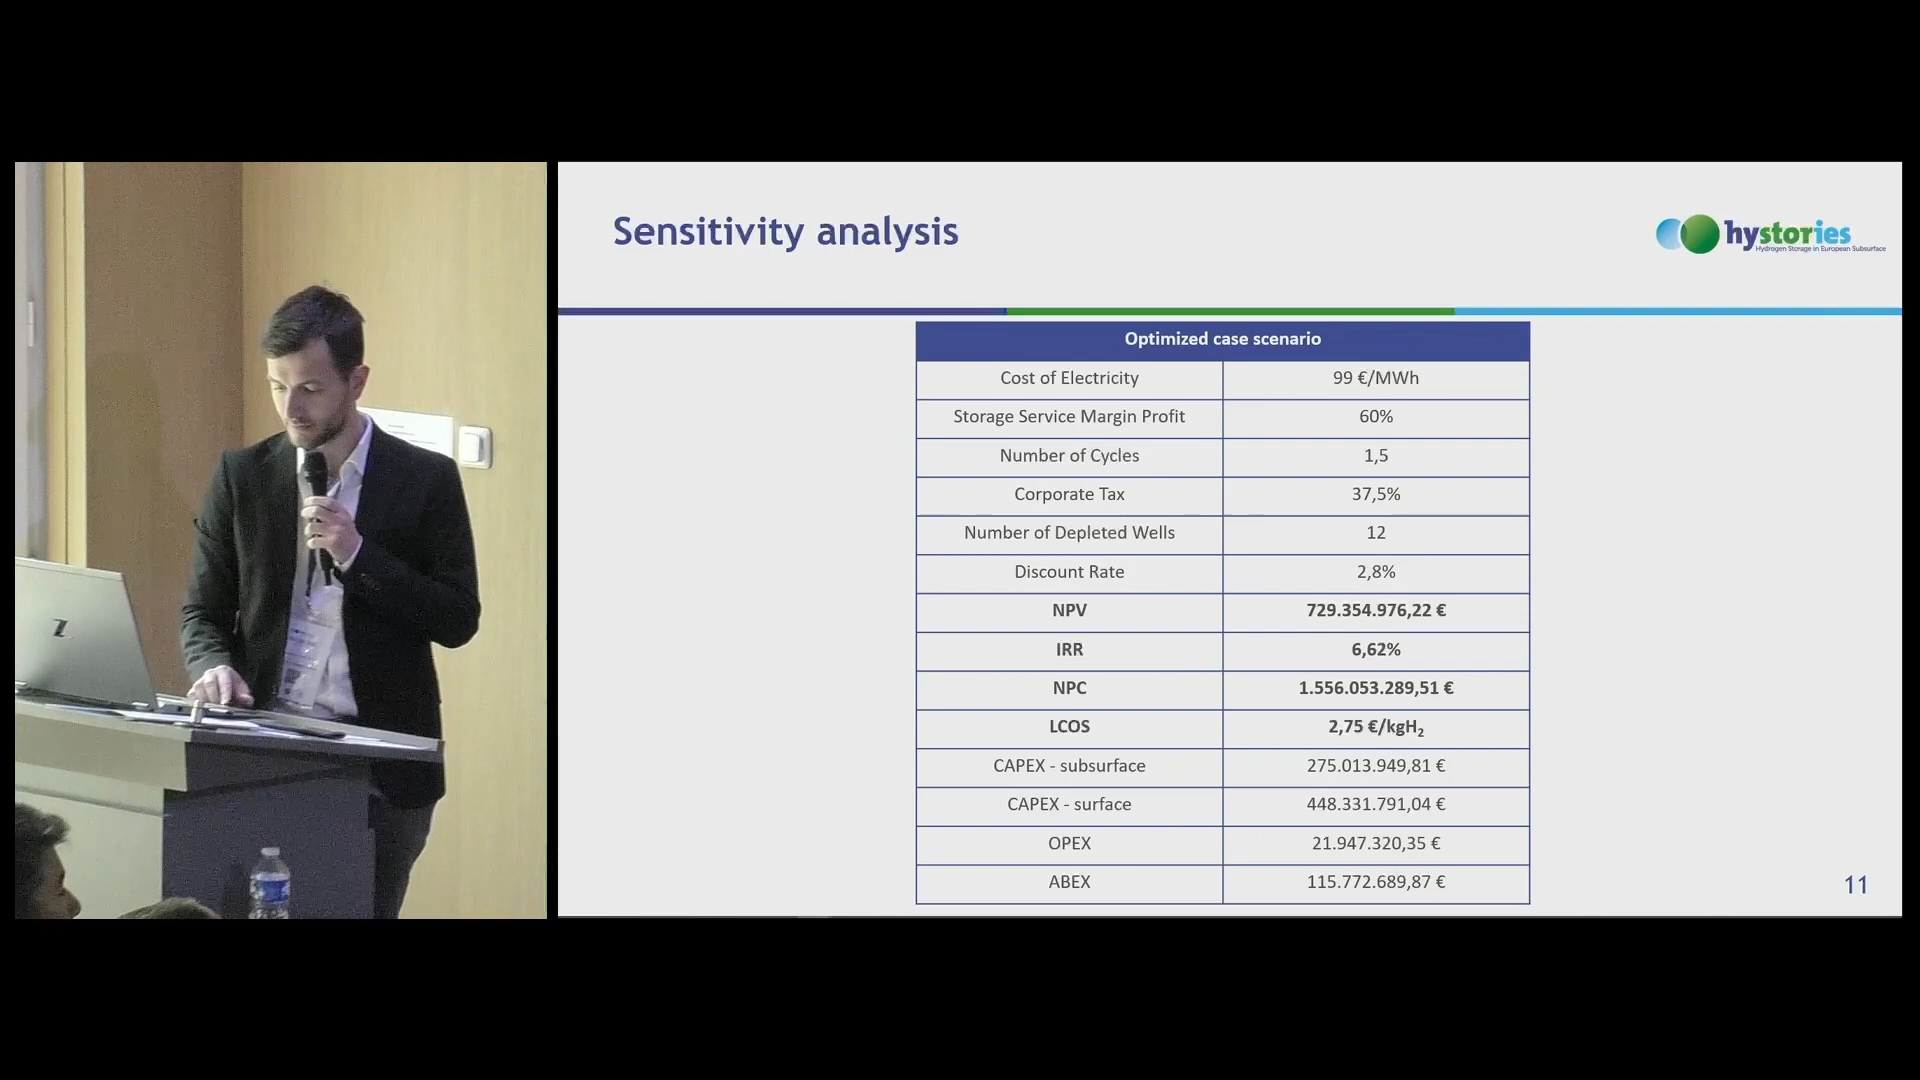 Sensitivity analysis
hystories
Hydrogen Storage in European Subsurface
Optimized case scenario
Cost of Electricity 99 €/MWh
Storage Service Margin Profit 60%
Number of Cycles 1,5
Corporate Tax 37,5%
Number of Depleted Wells 12
Discount Rate 2,8%
NPV 729.354.976,22 €
IRR 6,62%
NPC 1.556.053.289,51 €
LCOS 2,75 €/kgH₂
CAPEX - subsurface 275.013.949,81 €
CAPEX - surface 448.331.791,04 €
OPEX 21.947.320,35 €
ABEX 115.772.689,87 €
11